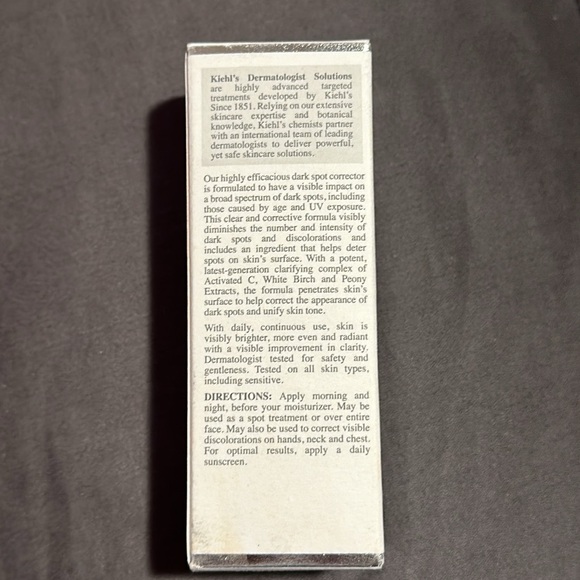 Kiehl's Dermatologist Solutions
are highly advanced targeted
treatments developed by Kiehl's
Since 1851. Relying on our extensive
skincare expertise and botanical
knowledge, Kiehl's chemists partner
with an international team of leading
dermatologists to deliver powerful,
yet safe skincare solutions.
Our highly efficacious dark spot corrector
is formulated to have a visible impact on
a broad spectrum of dark spots, including
those caused by age and UV exposure.
This clear and corrective formula visibly
diminishes the number and intensity of
dark spots and discolorations and
includes an ingredient that helps deter
spots on skin's surface. With a potent,
latest-generation clarifying complex of
Activated C, White Birch and Peony
Extracts, the formula penetrates skin's
surface to help correct the appearance of
dark spots and unify skin tone.
With daily, continuous use, skin is
visibly brighter, more even and radiant
with a visible improvement in clarity.
Dermatologist tested for safety and
gentleness. Tested on all skin types,
including sensitive.
DIRECTIONS: Apply morning and
night, before your moisturizer. May be
used as a spot treatment or over entire
face. May also be used to correct visible
discolorations on hands, neck and chest.
For optimal results, apply a daily
sunscreen.